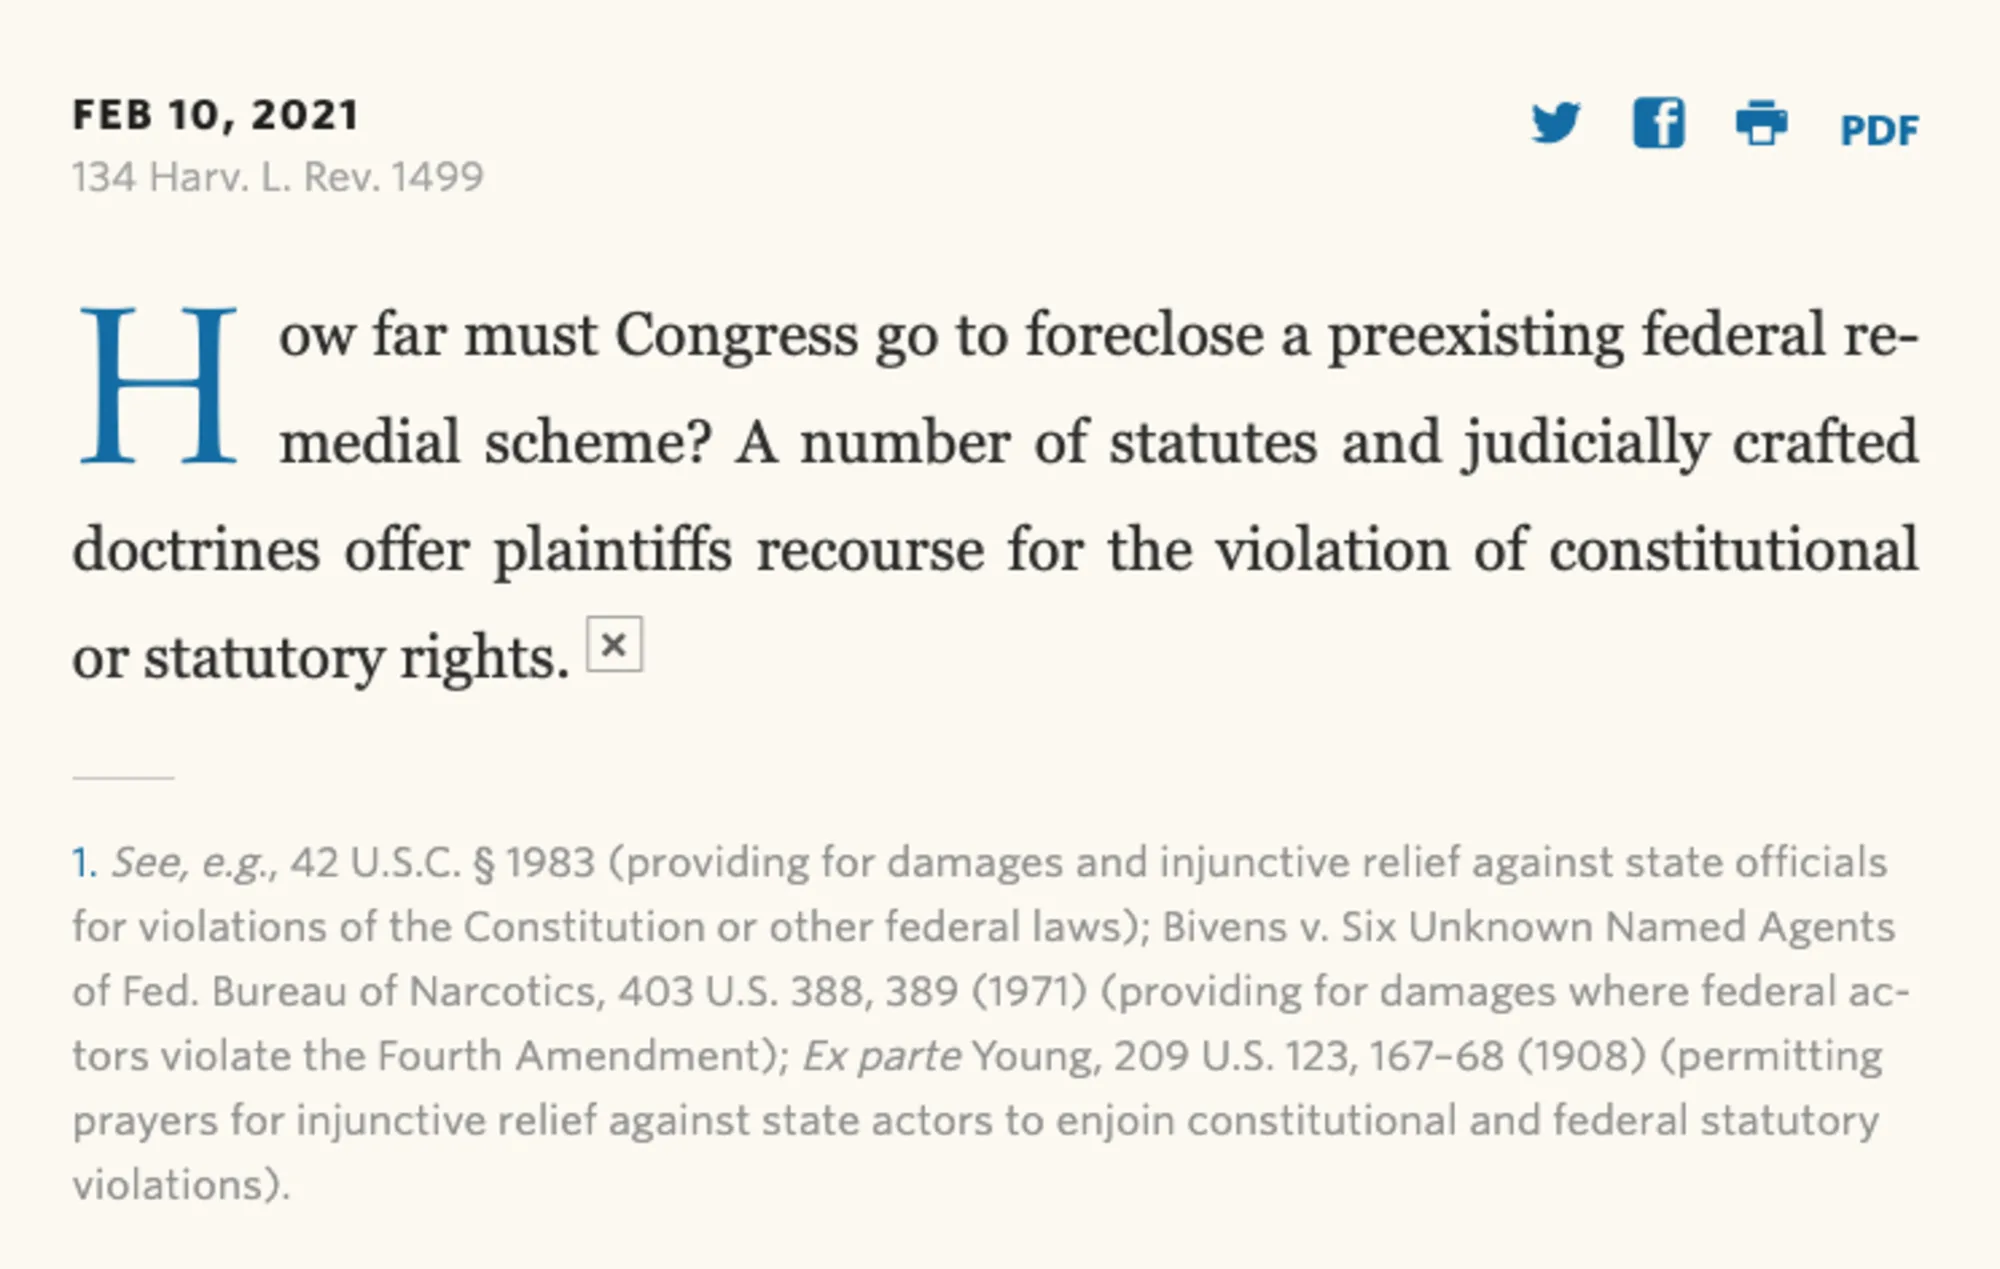 FEB 10, 2021
PDF
134 Harv. L. Rev. 1499
How far must Congress go to foreclose a preexisting federal re-
medial scheme? A number of statutes and judicially crafted
doctrines offer plaintiffs recourse for the violation of constitutional
or statutory rights. ×
1. See, e.g., 42 U.S.C. § 1983 (providing for damages and injunctive relief against state officials
for violations of the Constitution or other federal laws); Bivens v. Six Unknown Named Agents
of Fed. Bureau of Narcotics, 403 U.S. 388, 389 (1971) (providing for damages where federal ac-
tors violate the Fourth Amendment); Ex parte Young, 209 U.S. 123, 167–68 (1908) (permitting
prayers for injunctive relief against state actors to enjoin constitutional and federal statutory
violations).